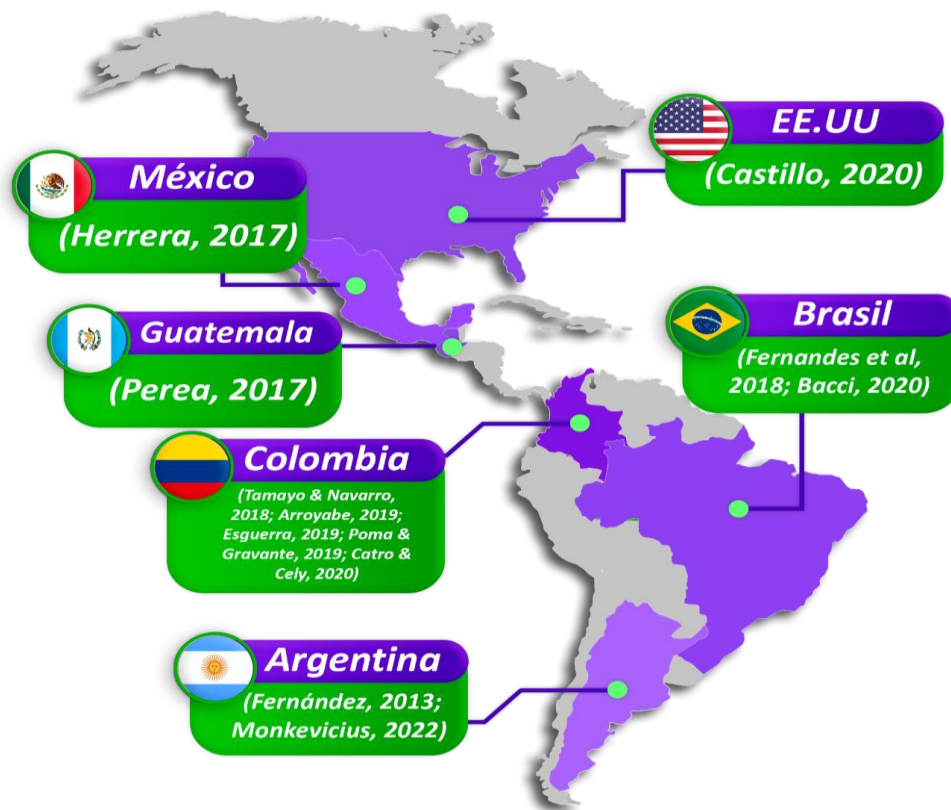 EE.UU
(Castillo, 2020)
México
(Herrera, 2017)
Guatemala
(Perea, 2017)
Brasil
(Fernandes et al,
2018; Bacci, 2020)
Colombia
(Tamayo & Navarro,
2018; Arroyabe, 2019;
Esguerra, 2019; Poma &
Gravante, 2019; Catro &
Cely, 2020)
Argentina
(Fernández, 2013;
Monkevicius, 2022)